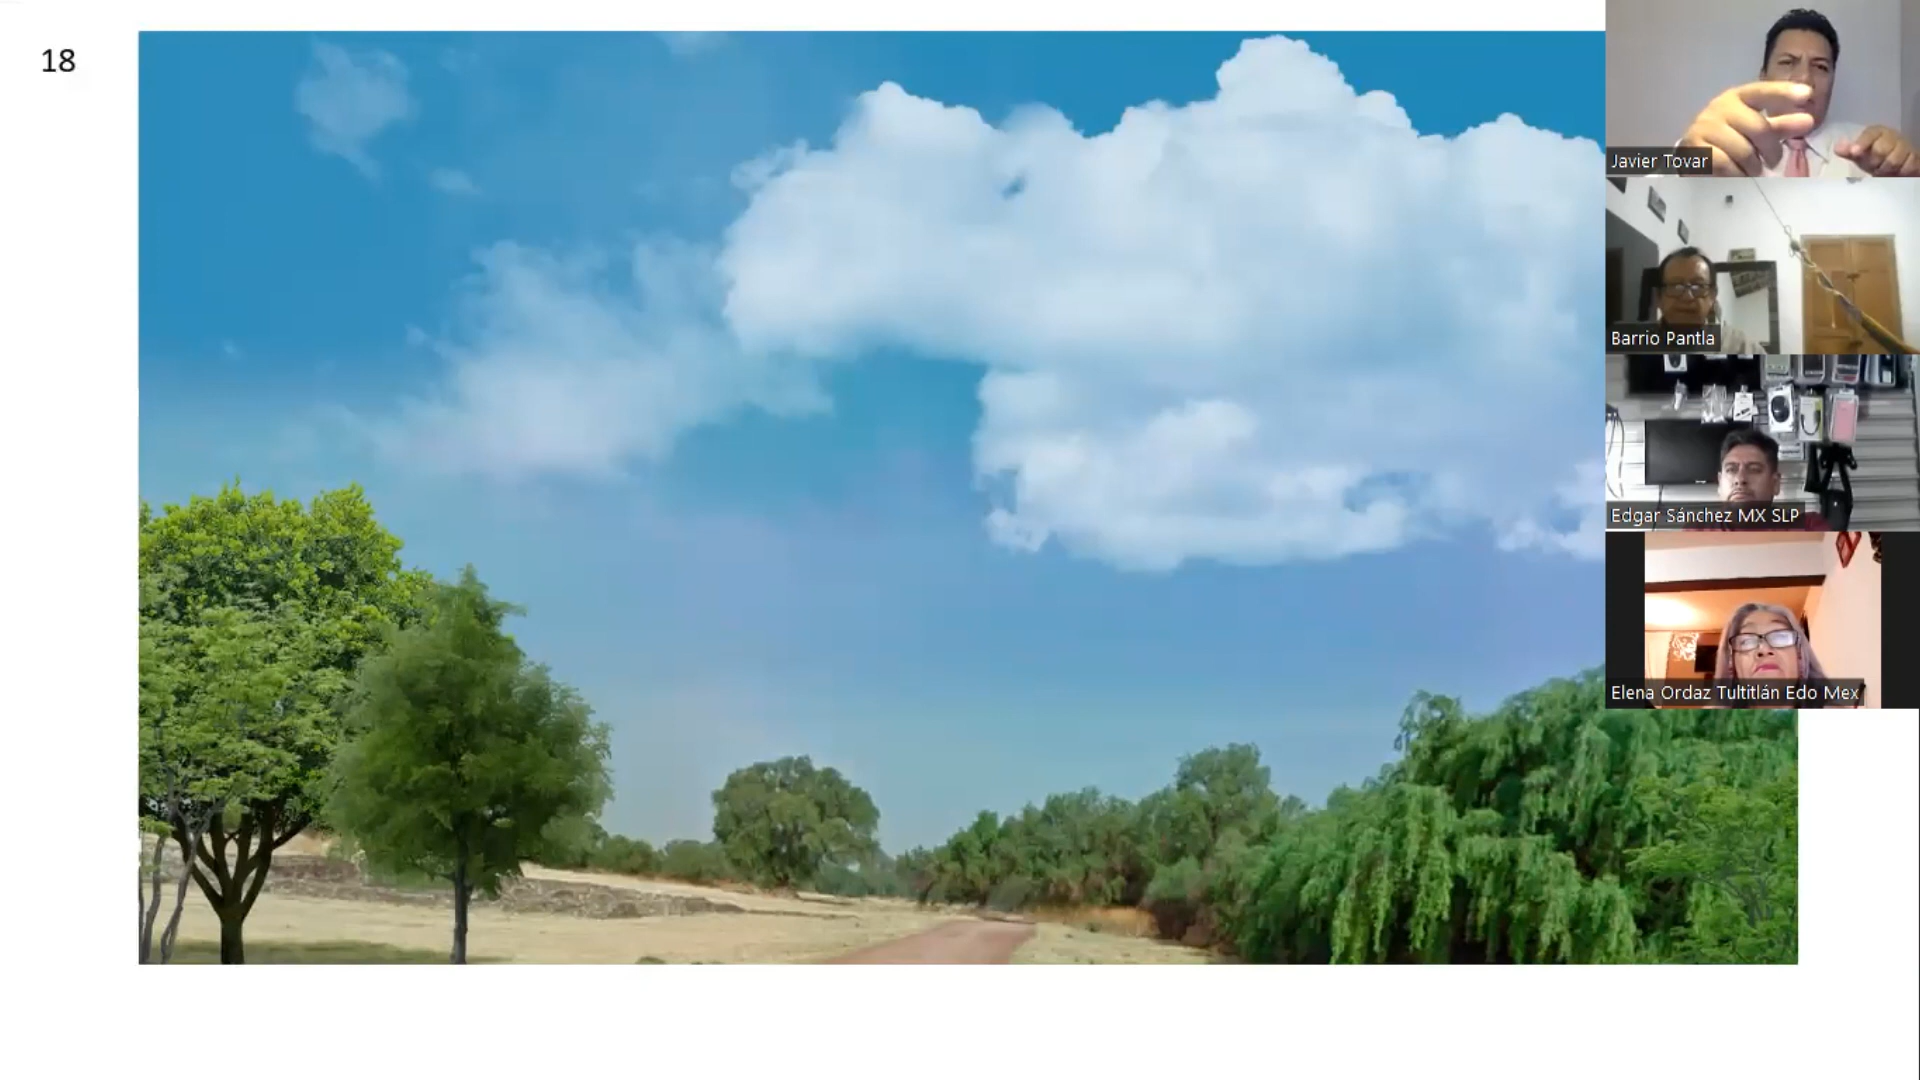 18
Javier Tovar
Barrio Pantla
Edgar Sánchez MX SLP
Elena Ordaz Tultitlán Edo Mex